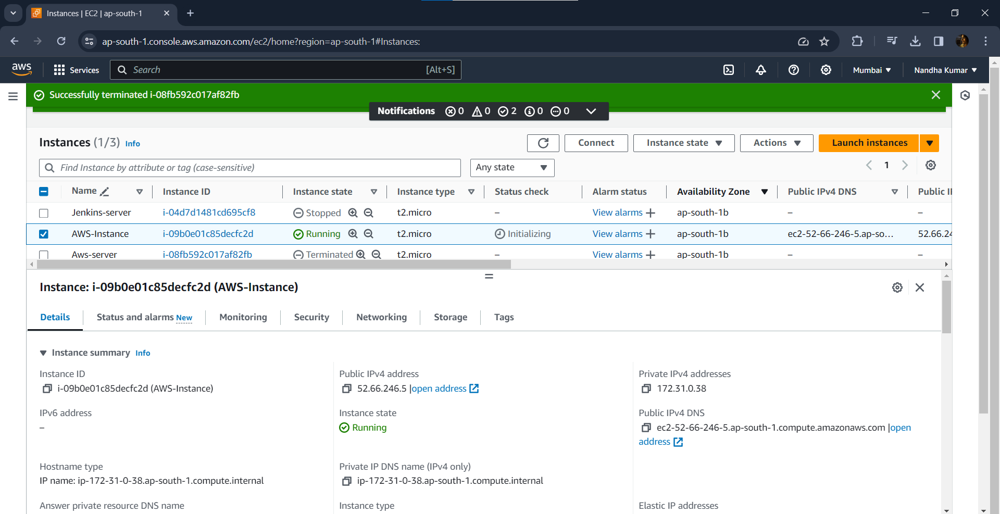 Instances | EC2 | ap-south-1
ap-south-1.console.aws.amazon.com/ec2/home?region=ap-south-1#Instances:
aws Services Search [Alt+S] Mumbai Nandha Kumar
Successfully terminated i-08fb592c017af82fb
Notifications 0 0 2 0 0
Instances (1/3) Info Connect Instance state Actions Launch instances
Find Instance by attribute or tag (case-sensitive) Any state 1
Name Instance ID Instance state Instance type Status check Alarm status Availability Zone Public IPv4 DNS Public
Jenkins-server i-04d7d1481cd695cf8 Stopped t2.micro – View alarms ap-south-1b – –
AWS-Instance i-09b0e01c85decfc2d Running t2.micro Initializing View alarms ap-south-1b ec2-52-66-246-5.ap-so... 52.66.24
Aws-server i-08fb592c017af82fb Terminated t2.micro – View alarms ap-south-1b – –
Instance: i-09b0e01c85decfc2d (AWS-Instance)
Details Status and alarms New Monitoring Security Networking Storage Tags
Instance summary Info
Instance ID
i-09b0e01c85decfc2d (AWS-Instance)
Public IPv4 address
52.66.246.5 |open address
Private IPv4 addresses
172.31.0.38
IPv6 address
–
Instance state
Running
Public IPv4 DNS
ec2-52-66-246-5.ap-south-1.compute.amazonaws.com |open
address
Hostname type
IP name: ip-172-31-0-38.ap-south-1.compute.internal
Private IP DNS name (IPv4 only)
ip-172-31-0-38.ap-south-1.compute.internal
Answer private resource DNS name
Instance type
Elastic IP addresses